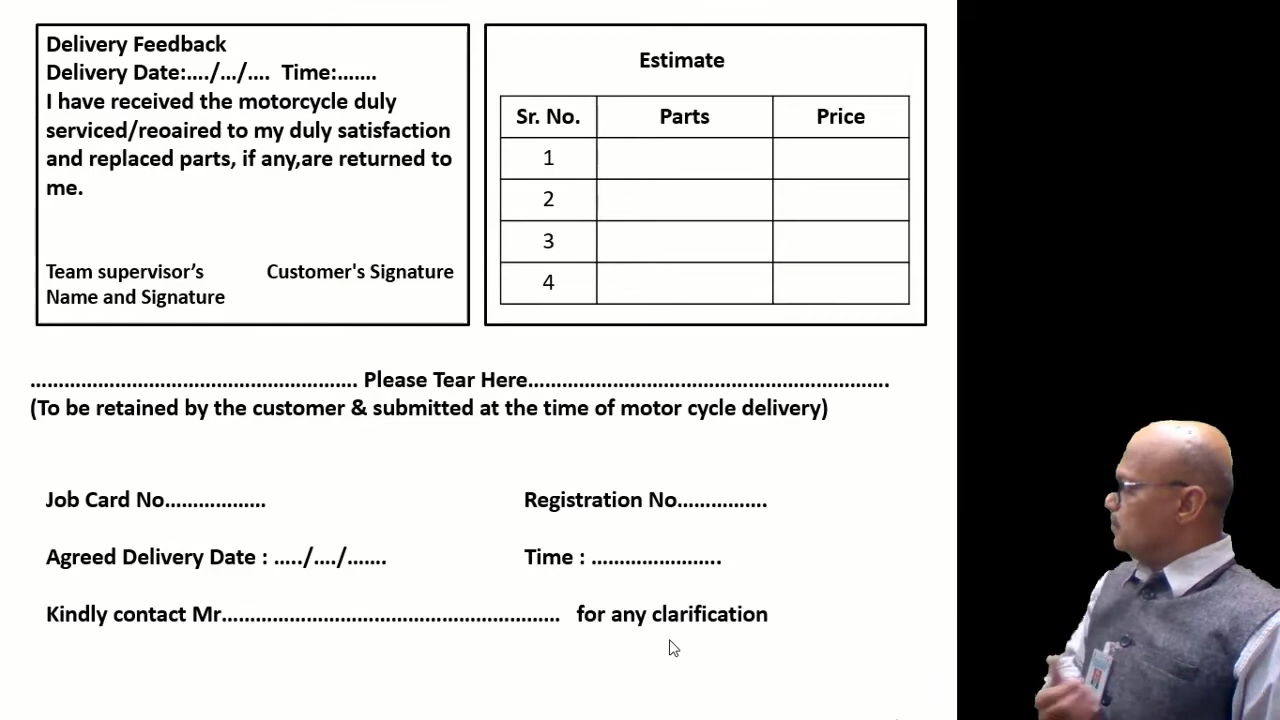 Delivery Feedback
Delivery Date:..../.../.... Time:.......
I have received the motorcycle duly
serviced/reoaired to my duly satisfaction
and replaced parts, if any,are returned to
me.
Team supervisor’s Customer's Signature
Name and Signature
Estimate
Sr. No. Parts Price
1
2
3
4
.......................................................... Please Tear Here................................................................
(To be retained by the customer & submitted at the time of motor cycle delivery)
Job Card No.................. Registration No................
Agreed Delivery Date : ...../..../....... Time : .......................
Kindly contact Mr............................................................ for any clarification